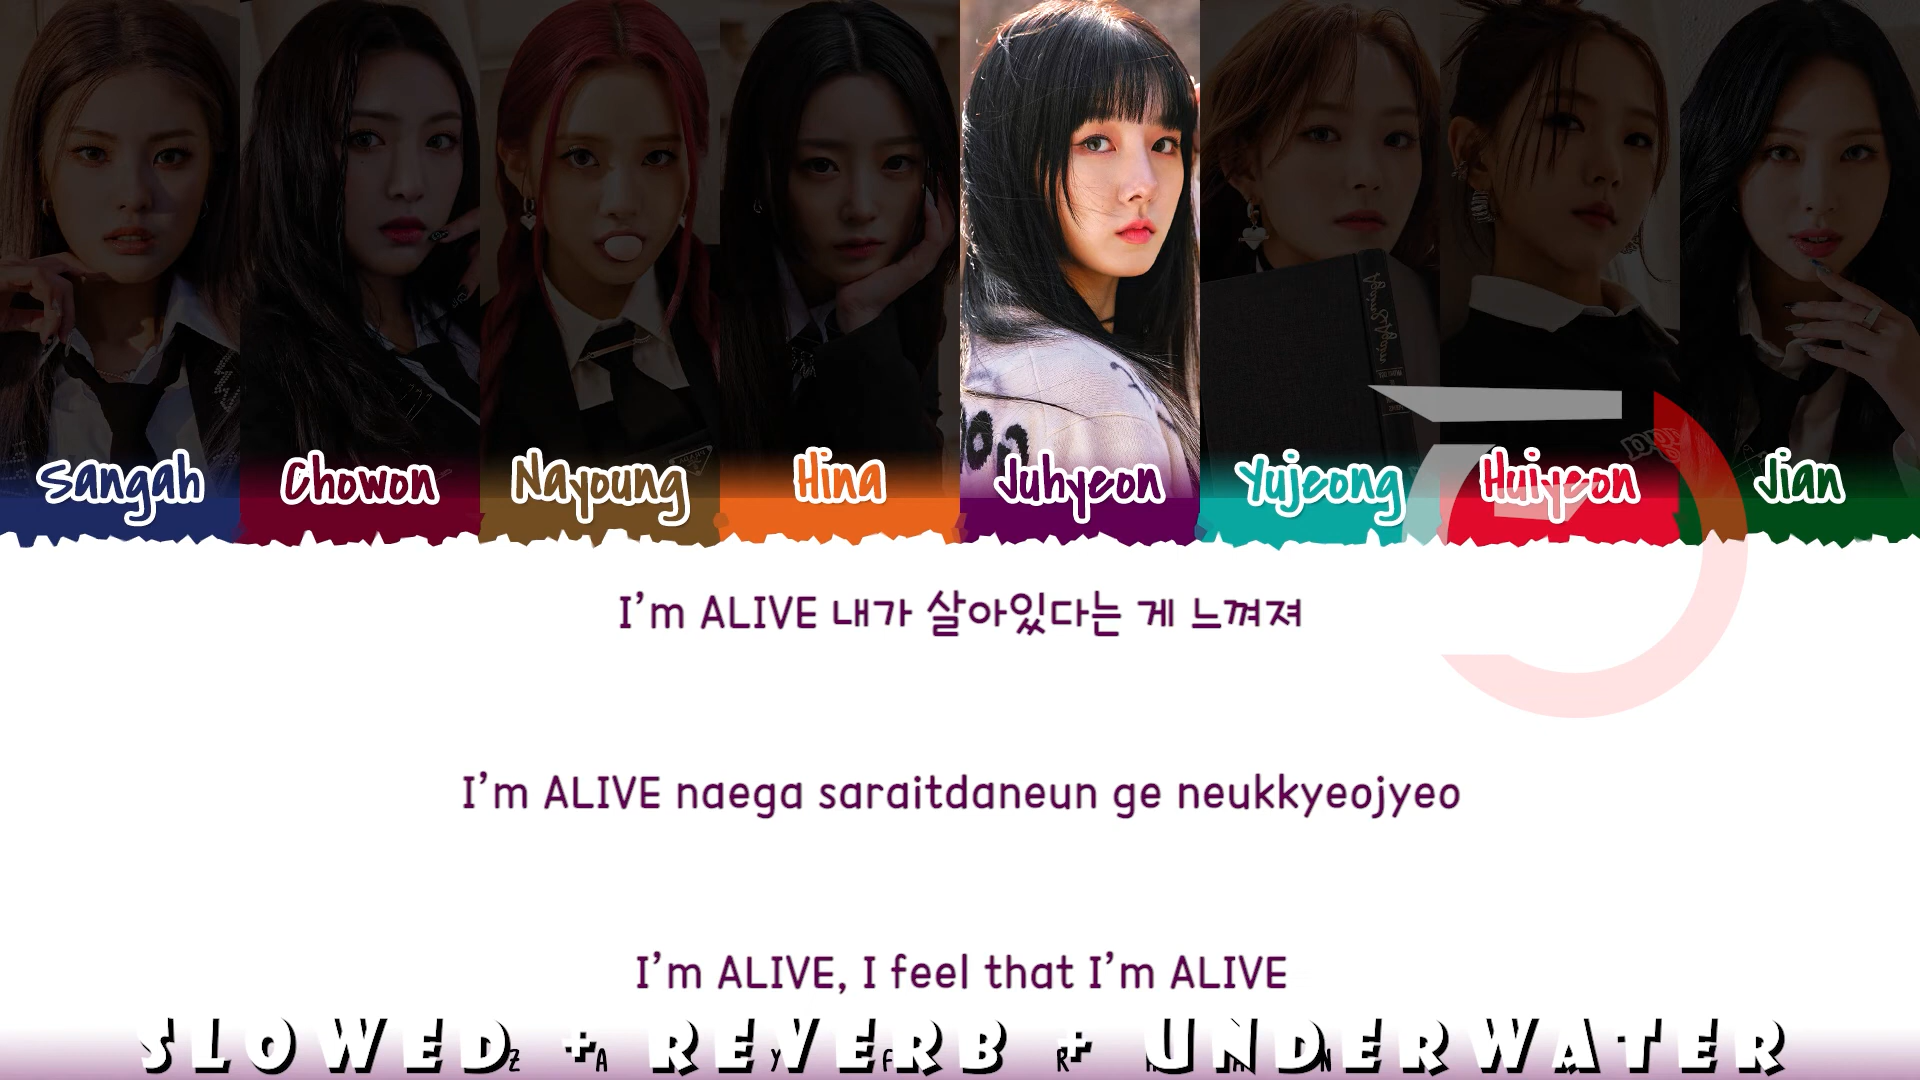 Sangah Chowon Nayoung Hina Juhyeon Yujeong Huiyeon Jian
I'm ALIVE 내가 살아있다는 게 느껴져
I'm ALIVE naega saraitdaneun ge neukkyeojyeo
I'm ALIVE, I feel that I'm ALIVE
SLOWED + REVERB + UNDERWATER